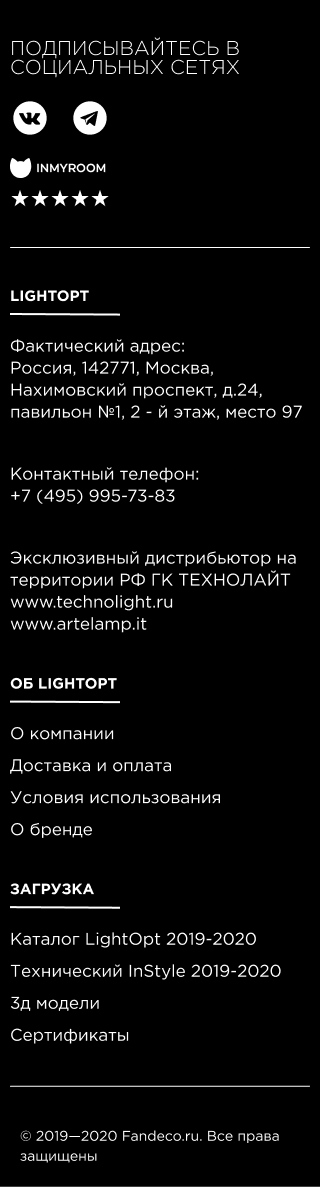 ПОДПИСЫВАЙТЕСЬ В
СОЦИАЛЬНЫХ СЕТЯХ
INMYROOM
LIGHTOPT
Фактический адрес:
Россия, 142771, Москва,
Нахимовский проспект, д.24,
павильон №1, 2 - й этаж, место 97
Контактный телефон:
+7 (495) 995-73-83
Эксклюзивный дистрибьютор на
территории РФ ГК ТЕХНОЛАЙТ
www.technolight.ru
www.artelamp.it
ОБ LIGHTOPT
О компании
Доставка и оплата
Условия использования
О бренде
ЗАГРУЗКА
Каталог LightOpt 2019-2020
Технический InStyle 2019-2020
3д модели
Сертификаты
© 2019—2020 Fandeco.ru. Все права
защищены